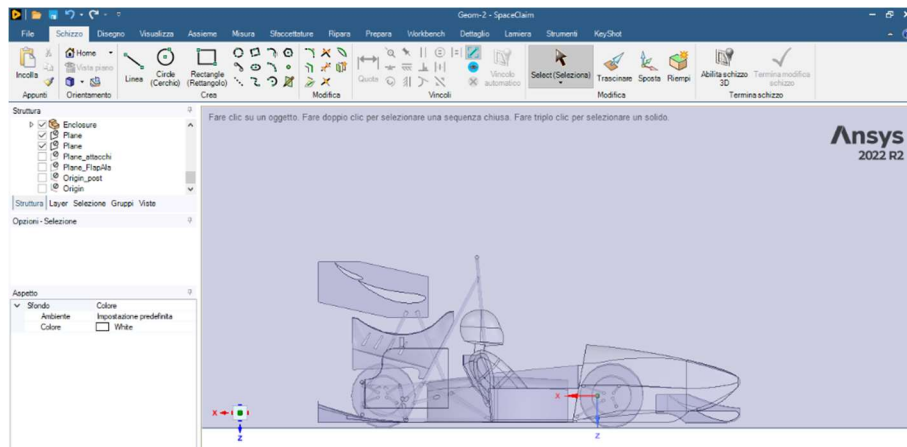 Geom-2 - SpaceClaim
File Schizzo Disegno Visualizza Assieme Misura Sfaccettature Ripara Prepara Workbench Dettaglio Lamiera Strumenti KeyShot
Incolla
Appunti
Home
Vista piano
Orientamento
Linea
Circle (Cerchio)
Rectangle (Rettangolo)
Crea
Modifica
Quota
Vincolo automatico
Vincoli
Select (Seleziona)
Trascinare
Sposta
Riempi
Modifica
Abilita schizzo 3D
Termina modifica schizzo
Termina schizzo
Struttura
Enclosure
Plane
Plane
Plane_attacchi
Plane_FlapAla
Origin_post
Origin
Struttura Layer Selezione Gruppi Viste
Opzioni - Selezione
Aspetto
Sfondo Colore
Ambiente Impostazione predefinita
Colore White
Fare clic su un oggetto. Fare doppio clic per selezionare una sequenza chiusa. Fare triplo clic per selezionare un solido.
Ansys
2022 R2
X
Z
X
Z